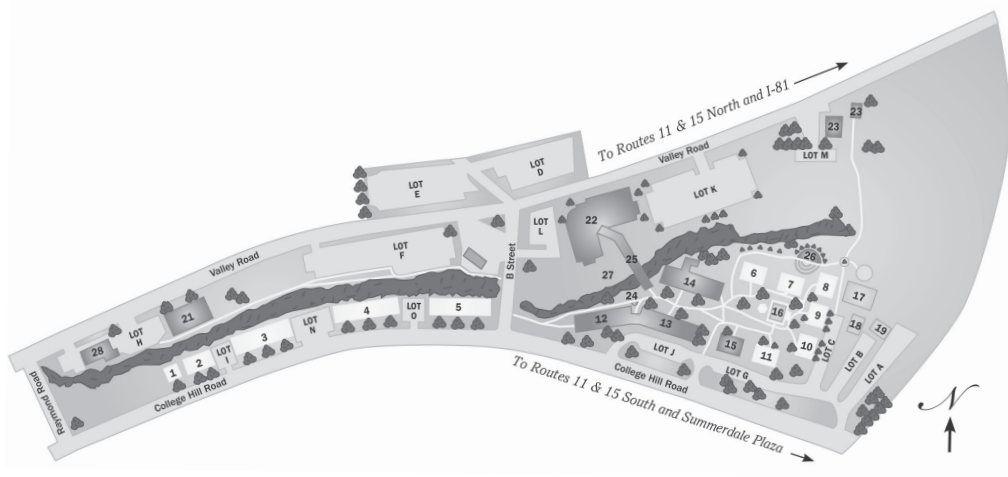 To Routes 11 & 15 North and I-81
23
23
LOT M
Valley Road
LOT
D
LOT
E
LOT K
LOT
L
22
LOT
F
B Street
25
26
Valley Road
27
14
6
7
8
17
24
16
9
18
19
21
LOT
H
3
LOT
N
4
LOT
O
5
12
13
15
11
10
LOT C
LOT B
LOT A
28
1
2
LOT
I
LOT J
LOT G
College Hill Road
College Hill Road
Raymond Road
To Routes 11 & 15 South and Summerdale Plaza
N